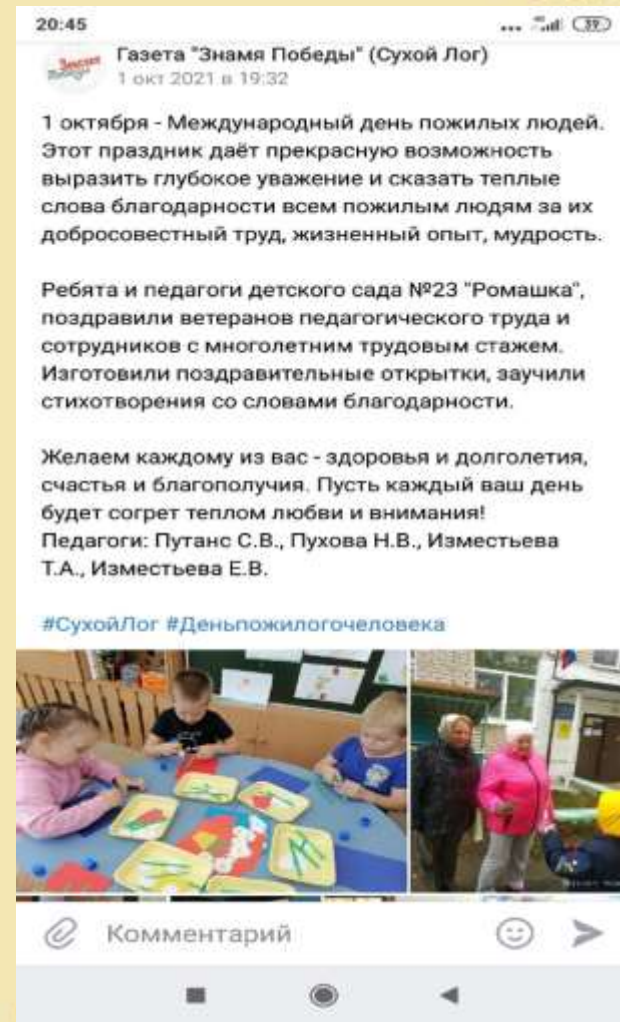 20:45
39
Газета "Знамя Победы" (Сухой Лог)
1 окт 2021 в 19:32
1 октября - Международный день пожилых людей.
Этот праздник даёт прекрасную возможность
выразить глубокое уважение и сказать теплые
слова благодарности всем пожилым людям за их
добросовестный труд, жизненный опыт, мудрость.
Ребята и педагоги детского сада №23 "Ромашка",
поздравили ветеранов педагогического труда и
сотрудников с многолетним трудовым стажем.
Изготовили поздравительные открытки, заучили
стихотворения со словами благодарности.
Желаем каждому из вас - здоровья и долголетия,
счастья и благополучия. Пусть каждый ваш день
будет согрет теплом любви и внимания!
Педагоги: Путанс С.В., Пухова Н.В., Изместьева
Т.А., Изместьева Е.В.
#СухойЛог #Деньпожилогочеловека
Комментарий